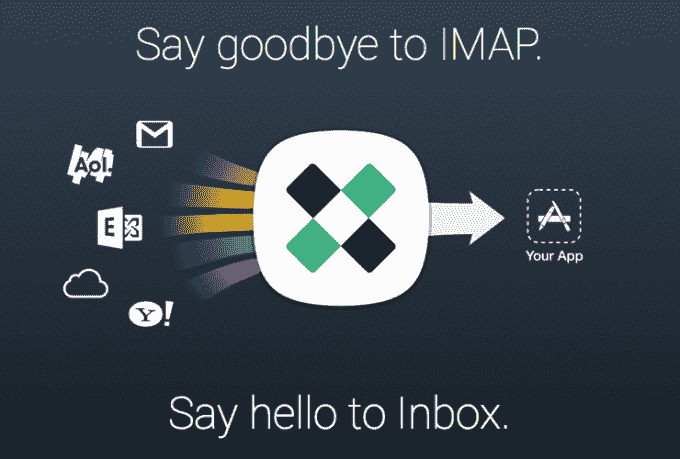 Say goodbye to IMAP.
Aol.
E
Y!
Your App
Say hello to Inbox.